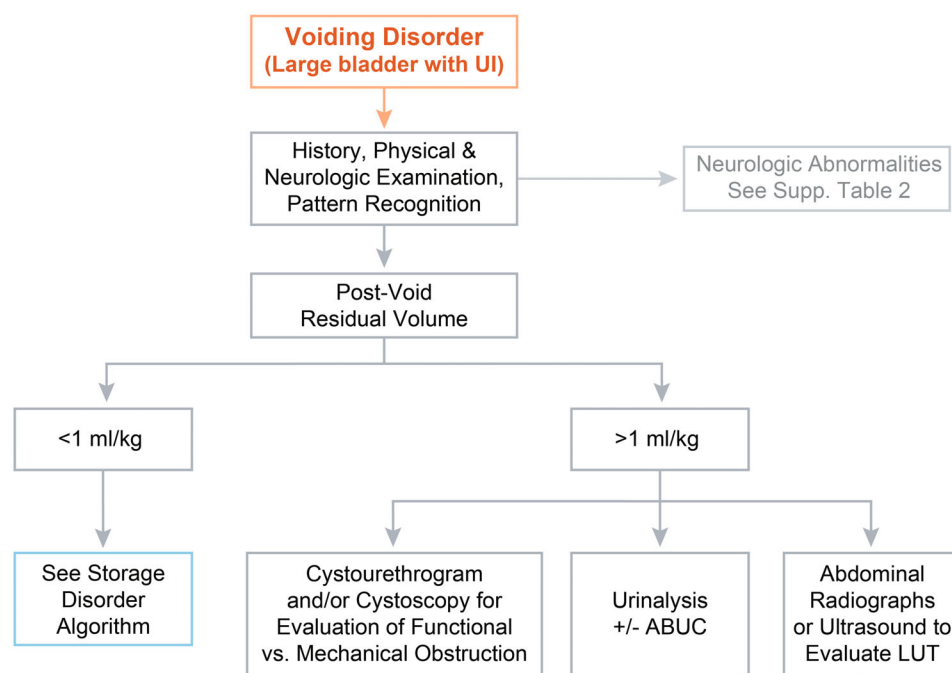 Voiding Disorder
(Large bladder with UI)
History, Physical &
Neurologic Examination,
Pattern Recognition
Neurologic Abnormalities
See Supp. Table 2
Post-Void
Residual Volume
<1 ml/kg
>1 ml/kg
See Storage
Disorder
Algorithm
Cystourethrogram
and/or Cystoscopy for
Evaluation of Functional
vs. Mechanical Obstruction
Urinalysis
+/- ABUC
Abdominal
Radiographs
or Ultrasound to
Evaluate LUT